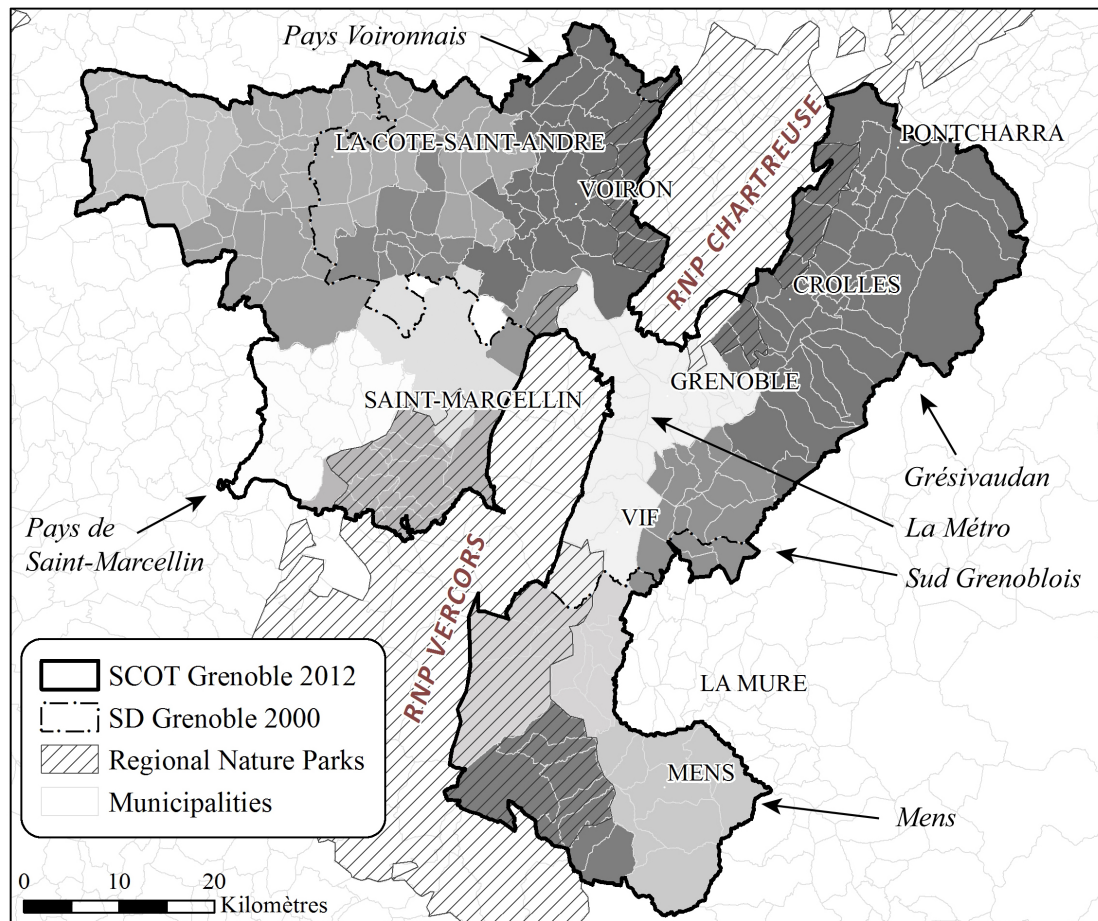 Pays Voironnais
PONTCHARRA
LA COTE-SAINT-ANDRE
VOIRON
RNP CHARTREUSE
CROLLES
GRENOBLE
SAINT-MARCELLIN
Grésivaudan
VIF
La Métro
Pays de
Saint-Marcellin
Sud Grenoblois
RNP VERCORS
SCOT Grenoble 2012
SD Grenoble 2000
Regional Nature Parks
Municipalities
LA MURE
MENS
Mens
0 10 20
Kilomètres